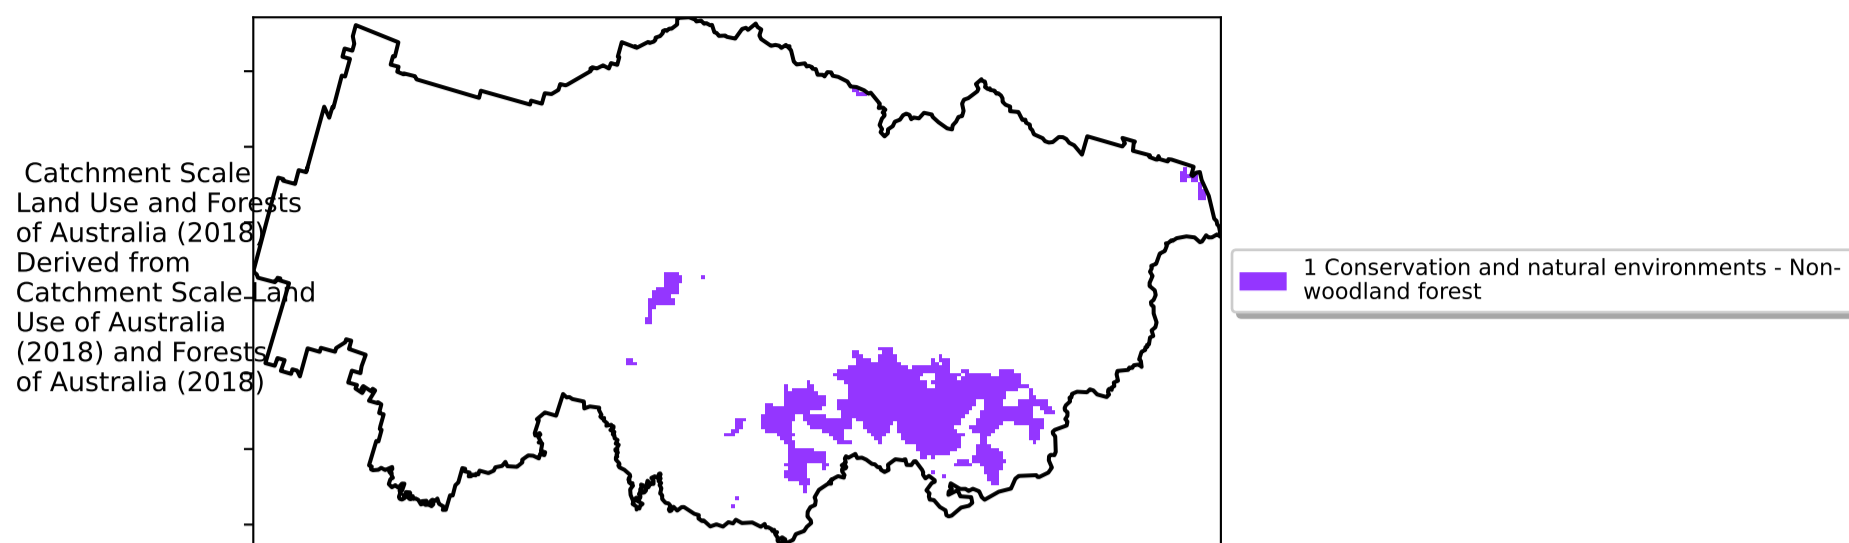 Catchment Scale
Land Use and Forests
of Australia (2018)
Derived from
Catchment Scale Land
Use of Australia
(2018) and Forests
of Australia (2018)
1 Conservation and natural environments - Non-
woodland forest